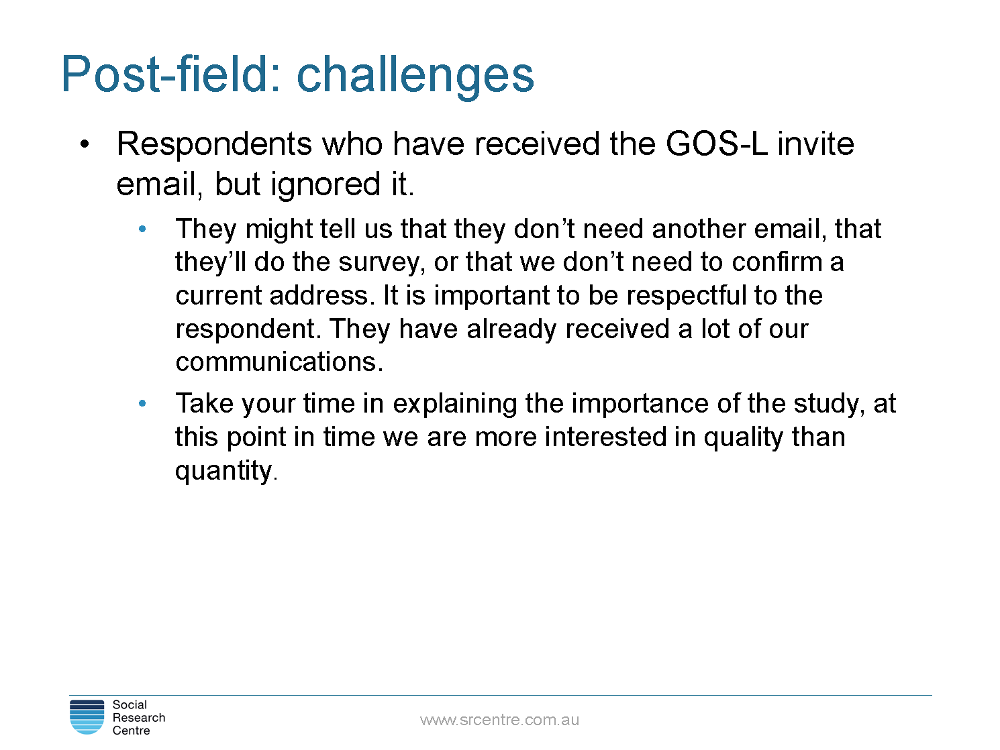 Post-field: challenges
• Respondents who have received the GOS-L invite
email, but ignored it.
• They might tell us that they don’t need another email, that
they’ll do the survey, or that we don’t need to confirm a
current address. It is important to be respectful to the
respondent. They have already received a lot of our
communications.
• Take your time in explaining the importance of the study, at
this point in time we are more interested in quality than
quantity.
Social
Research
Centre
www.srcentre.com.au